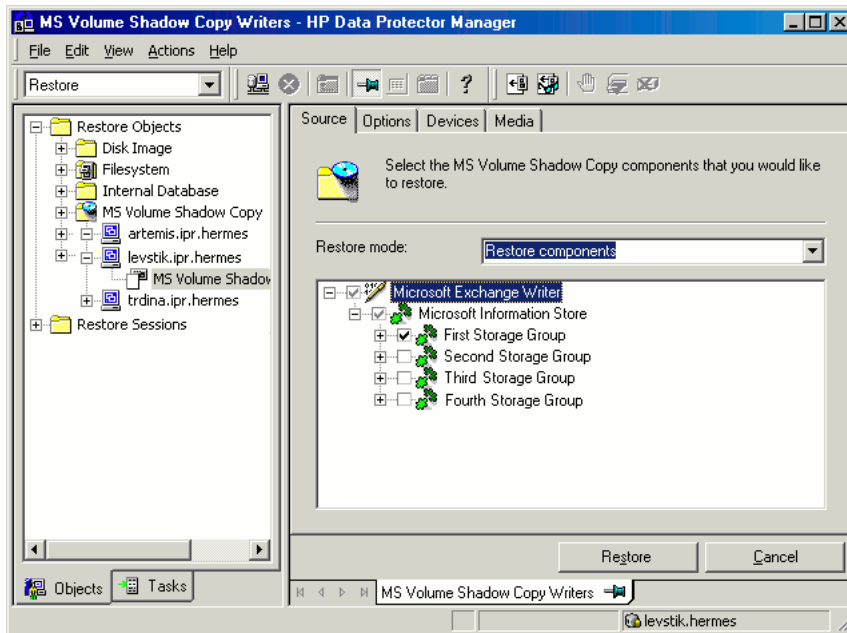 MS Volume Shadow Copy Writers - HP Data Protector Manager
File Edit View Actions Help
Restore
Restore Objects
Disk Image
Filesystem
Internal Database
MS Volume Shadow Copy
artemis.ipr.hermes
levstik.ipr.hermes
MS Volume Shadow
trdina.ipr.hermes
Restore Sessions
Objects Tasks
Source Options Devices Media
Select the MS Volume Shadow Copy components that you would like
to restore.
Restore mode: Restore components
Microsoft Exchange Writer
Microsoft Information Store
First Storage Group
Second Storage Group
Third Storage Group
Fourth Storage Group
Restore Cancel
MS Volume Shadow Copy Writers
levstik.hermes